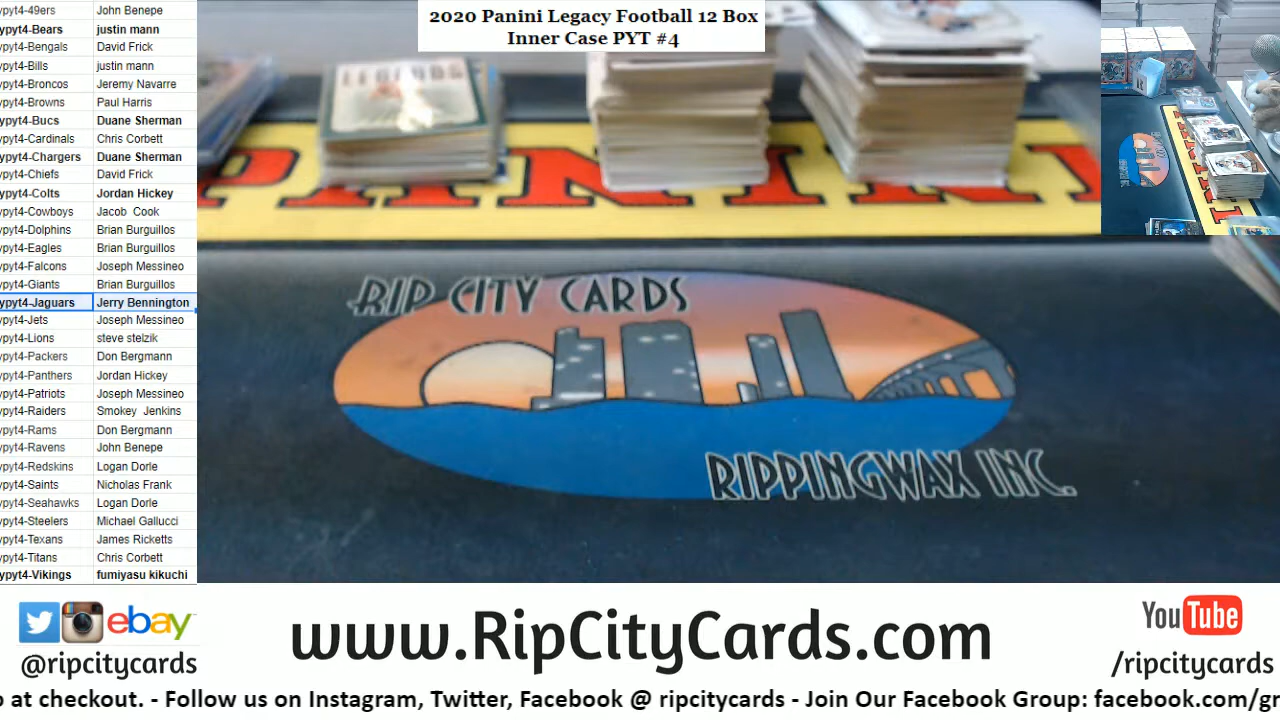 2020 Panini Legacy Football 12 Box
Inner Case PYT #4
ypyt4-49ers John Benepe
ypyt4-Bears justin mann
ypyt4-Bengals David Frick
ypyt4-Bills justin mann
ypyt4-Broncos Jeremy Navarre
ypyt4-Browns Paul Harris
ypyt4-Bucs Duane Sherman
ypyt4-Cardinals Chris Corbett
ypyt4-Chargers Duane Sherman
ypyt4-Chiefs David Frick
ypyt4-Colts Jordan Hickey
ypyt4-Cowboys Jacob Cook
ypyt4-Dolphins Brian Burguillos
ypyt4-Eagles Brian Burguillos
ypyt4-Falcons Joseph Messineo
ypyt4-Giants Brian Burguillos
ypyt4-Jaguars Jerry Bennington
ypyt4-Jets Joseph Messineo
ypyt4-Lions steve stelzik
ypyt4-Packers Don Bergmann
ypyt4-Panthers Jordan Hickey
ypyt4-Patriots Joseph Messineo
ypyt4-Raiders Smokey Jenkins
ypyt4-Rams Don Bergmann
ypyt4-Ravens John Benepe
ypyt4-Redskins Logan Dorle
ypyt4-Saints Nicholas Frank
ypyt4-Seahawks Logan Dorle
ypyt4-Steelers Michael Gallucci
ypyt4-Texans James Ricketts
ypyt4-Titans Chris Corbett
ypyt4-Vikings fumiyasu kikuchi
LEGENDS
PANINI
RIP CITY CARDS
RIPPINGWAX INC.
ebay
@ripcitycards
www.RipCityCards.com
YouTube
/ripcitycards
o at checkout. - Follow us on Instagram, Twitter, Facebook @ ripcitycards - Join Our Facebook Group: facebook.com/gr